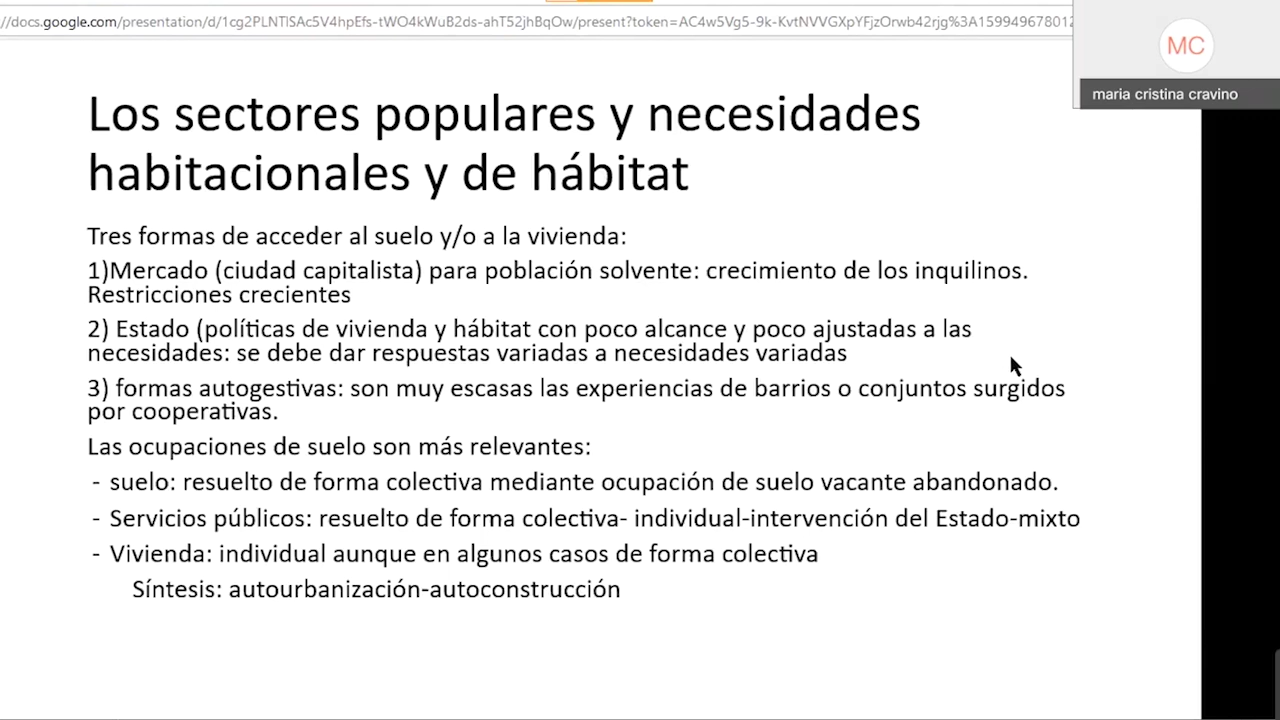 //docs.google.com/presentation/d/1cg2PLNTlSAc5V4hpEfs-tWO4kWuB2ds-ahT52jhBqOw/present?token=AC4w5Vg5-9k-KvtNVVGXpYFjzOrwb42rjg%3A159949678012
MC
maria cristina cravino
Los sectores populares y necesidades
habitacionales y de hábitat
Tres formas de acceder al suelo y/o a la vivienda:
1)Mercado (ciudad capitalista) para población solvente: crecimiento de los inquilinos.
Restricciones crecientes
2) Estado (políticas de vivienda y hábitat con poco alcance y poco ajustadas a las
necesidades: se debe dar respuestas variadas a necesidades variadas
3) formas autogestivas: son muy escasas las experiencias de barrios o conjuntos surgidos
por cooperativas.
Las ocupaciones de suelo son más relevantes:
- suelo: resuelto de forma colectiva mediante ocupación de suelo vacante abandonado.
- Servicios públicos: resuelto de forma colectiva- individual-intervención del Estado-mixto
- Vivienda: individual aunque en algunos casos de forma colectiva
Síntesis: autourbanización-autoconstrucción